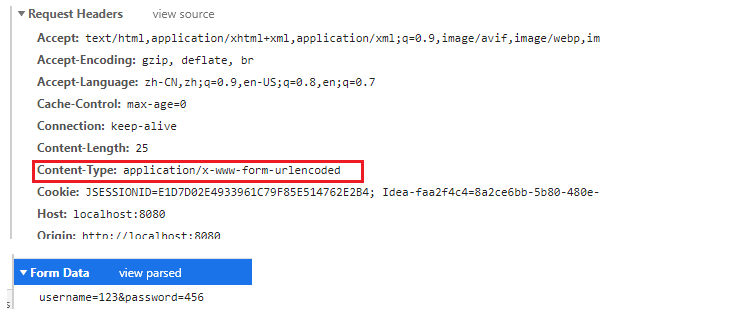 Request Headers view source
Accept: text/html,application/xhtml+xml,application/xml;q=0.9,image/avif,image/webp,im
Accept-Encoding: gzip, deflate, br
Accept-Language: zh-CN,zh;q=0.9,en-US;q=0.8,en;q=0.7
Cache-Control: max-age=0
Connection: keep-alive
Content-Length: 25
Content-Type: application/x-www-form-urlencoded
Cookie: JSESSIONID=E1D7D02E4933961C79F85E514762E2B4; Idea-faa2f4c4=8a2ce6bb-5b80-480e-
Host: localhost:8080
Origin: http://localhost:8080
Form Data view parsed
username=123&password=456
s